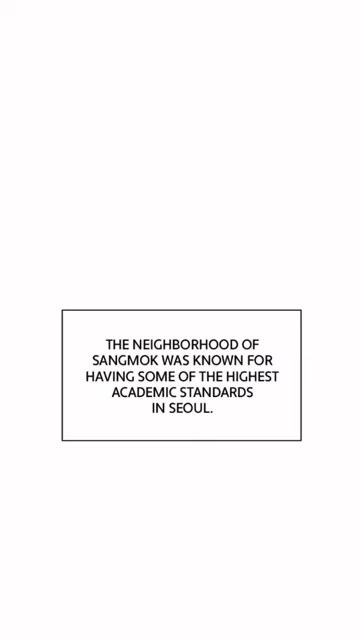 THE NEIGHBORHOOD OF
SANGMOK WAS KNOWN FOR
HAVING SOME OF THE HIGHEST
ACADEMIC STANDARDS
IN SEOUL.